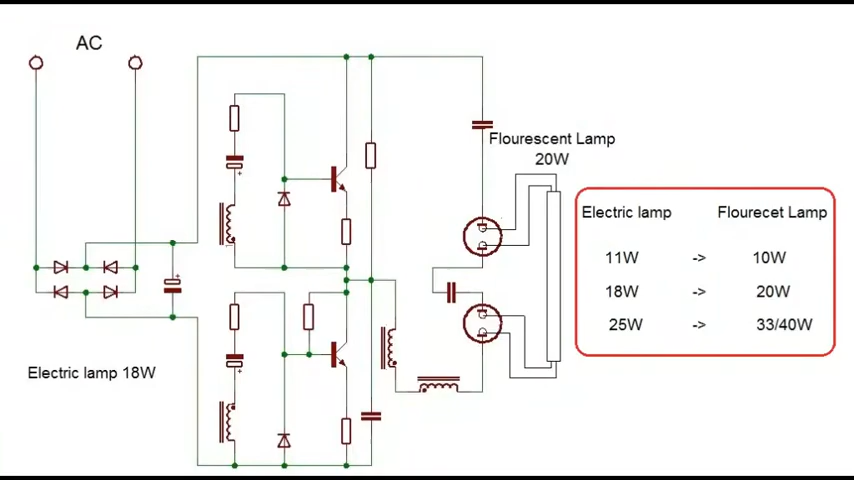 AC
Flourescent Lamp
20W
Electric lamp Flourecet Lamp
11W -> 10W
18W -> 20W
25W -> 33/40W
Electric lamp 18W